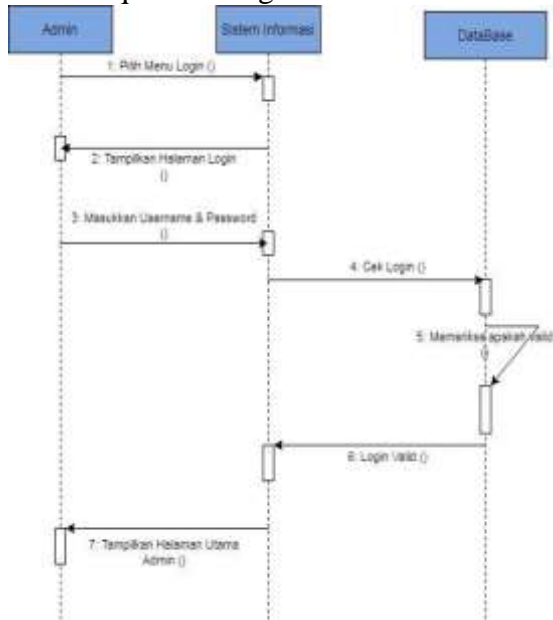 Admin
Sistem Informasi
DataBase
1: Pilih Menu Login ()
2: Tampilkan Halaman Login
()
3: Masukkan Username & Password
()
4: Cek Login ()
5: Memeriksa apakah valid
()
6: Login Valid ()
7: Tampilkan Halaman Utama
Admin ()